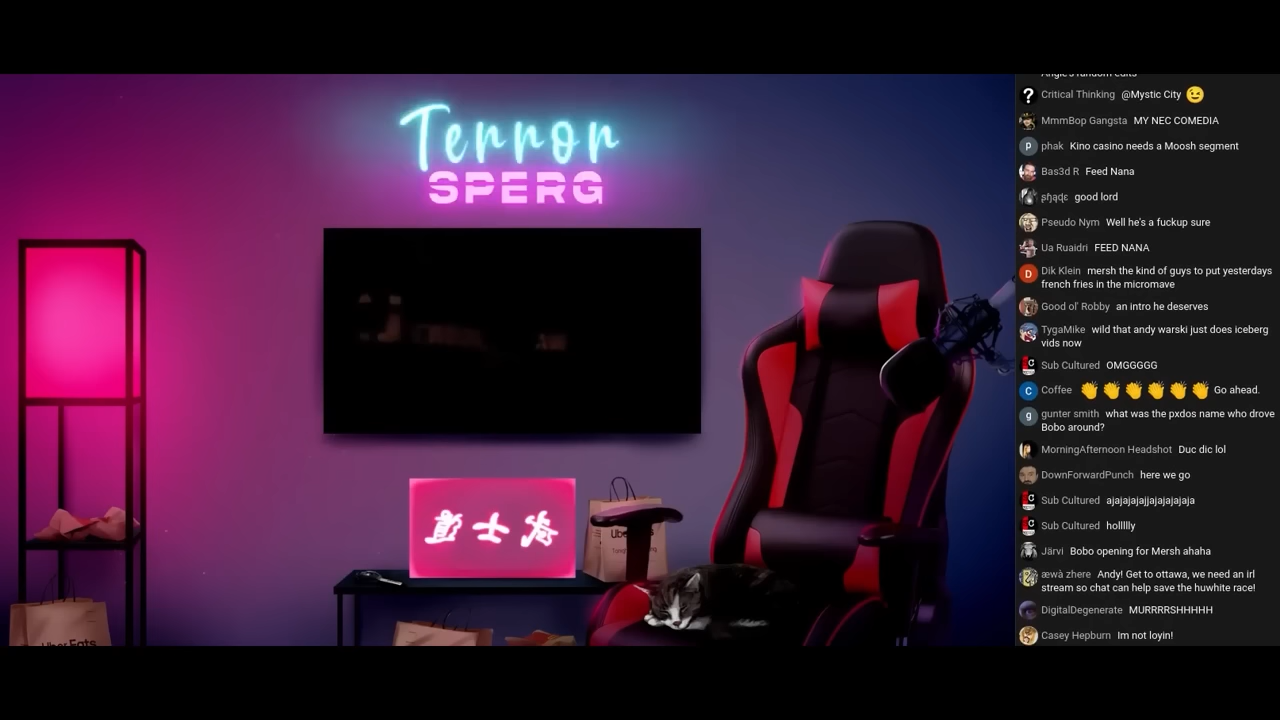 Terror
SPERG
Uber Eats
Critical Thinking @Mystic City 😉
MmmBop Gangsta MY NEC COMEDIA
phak Kino casino needs a Moosh segment
Bas3d R Feed Nana
good lord
Pseudo Nym Well he's a fuckup sure
Ua Ruaidri FEED NANA
Dik Klein mersh the kind of guys to put yesterdays
french fries in the micromave
Good ol' Robby an intro he deserves
TygaMike wild that andy warski just does iceberg
vids now
Sub Cultured OMGGGGG
Coffee 👏👏👏👏👏👏 Go ahead.
gunter smith what was the pxdos name who drove
Bobo around?
MorningAfternoon Headshot Duc dic lol
DownForwardPunch here we go
Sub Cultured ajajajajajjajajajajaja
Sub Cultured hollllly
Järvi Bobo opening for Mersh ahaha
æwà zhere Andy! Get to ottawa, we need an irl
stream so chat can help save the huwhite race!
DigitalDegenerate MURRRRSHHHHH
Casey Hepburn Im not loyin!